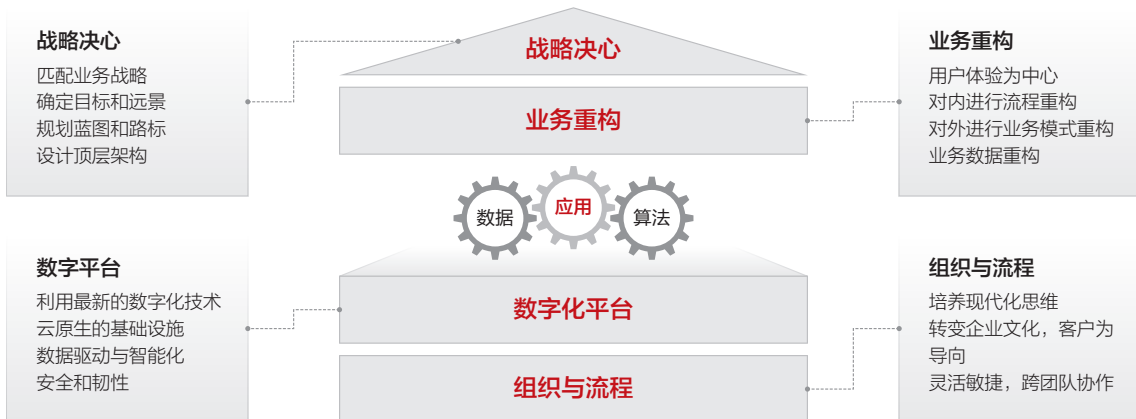 战略决心
匹配业务战略
确定目标和远景
规划蓝图和路标
设计顶层架构
战略决心
业务重构
业务重构
用户体验为中心
对内进行流程重构
对外进行业务模式重构
业务数据重构
数据
应用
算法
数字平台
利用最新的数字化技术
云原生的基础设施
数据驱动与智能化
安全和韧性
数字化平台
组织与流程
组织与流程
培养现代化思维
转变企业文化，客户为
导向
灵活敏捷，跨团队协作